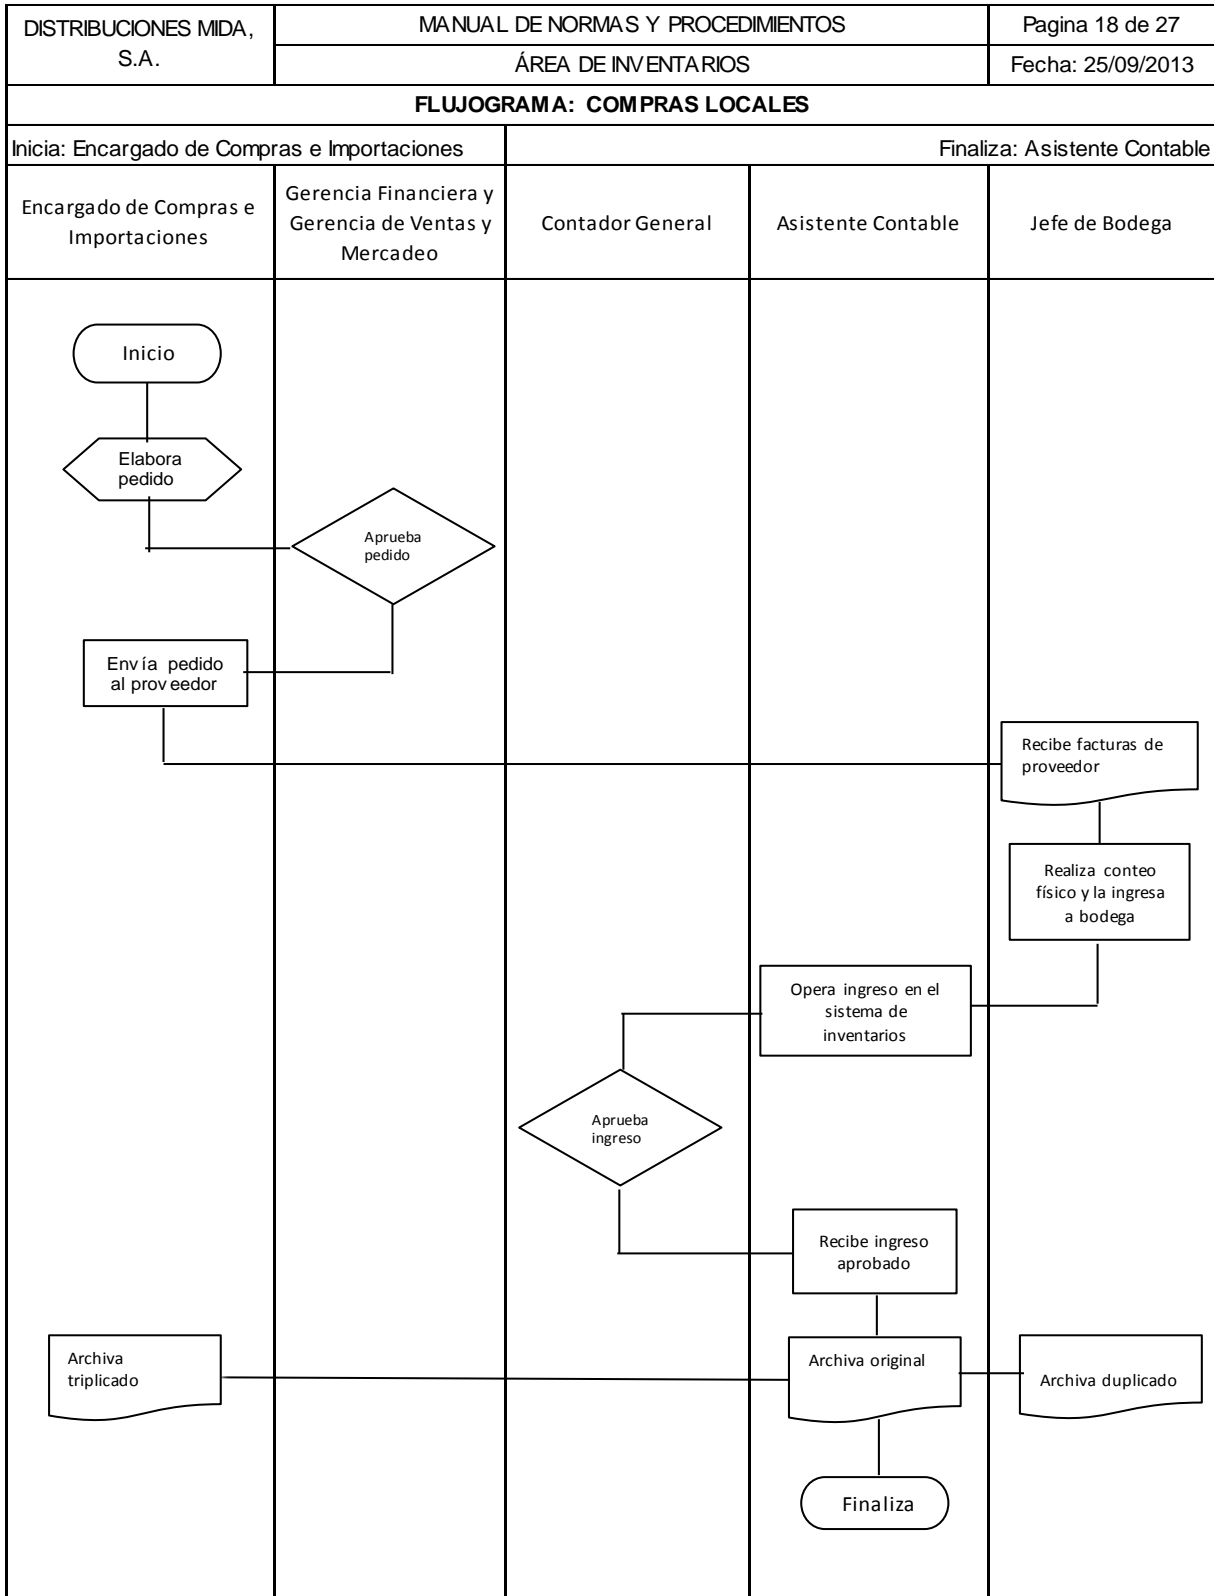 DISTRIBUCIONES MIDA,
S.A.
MANUAL DE NORMAS Y PROCEDIMIENTOS
Pagina 18 de 27
ÁREA DE INVENTARIOS
Fecha: 25/09/2013
FLUJOGRAMA: COMPRAS LOCALES
Inicia: Encargado de Compras e Importaciones
Finaliza: Asistente Contable
Encargado de Compras e
Importaciones
Gerencia Financiera y
Gerencia de Ventas y
Mercadeo
Contador General
Asistente Contable
Jefe de Bodega
Inicio
Elabora
pedido
Aprueba
pedido
Envía pedido
al proveedor
Recibe facturas de
proveedor
Realiza conteo
físico y la ingresa
a bodega
Opera ingreso en el
sistema de
inventarios
Aprueba
ingreso
Recibe ingreso
aprobado
Archiva
triplicado
Archiva original
Archiva duplicado
Finaliza